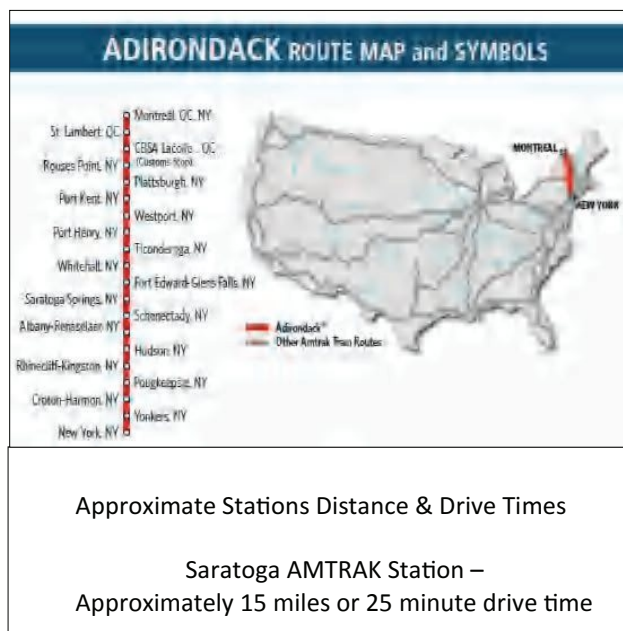 ADIRONDACK ROUTE MAP and SYMBOLS
Montreal, QC, NY
St. Lambert, QC
CBSA Lacolle, QC
(Customs Stop)
Rouses Point, NY
Plattsburgh, NY
Port Kent, NY
Westport, NY
Port Henry, NY
Ticonderoga, NY
Whitehall, NY
Fort Edward-Glens Falls, NY
Saratoga Springs, NY
Schenectady, NY
Albany-Rensselaer, NY
Hudson, NY
Rhinecliff-Kingston, NY
Poughkeepsie, NY
Croton-Harmon, NY
Yonkers, NY
New York, NY
MONTREAL
NEW YORK
Adirondack®
Other Amtrak Train Routes
Approximate Stations Distance & Drive Times
Saratoga AMTRAK Station –
Approximately 15 miles or 25 minute drive time